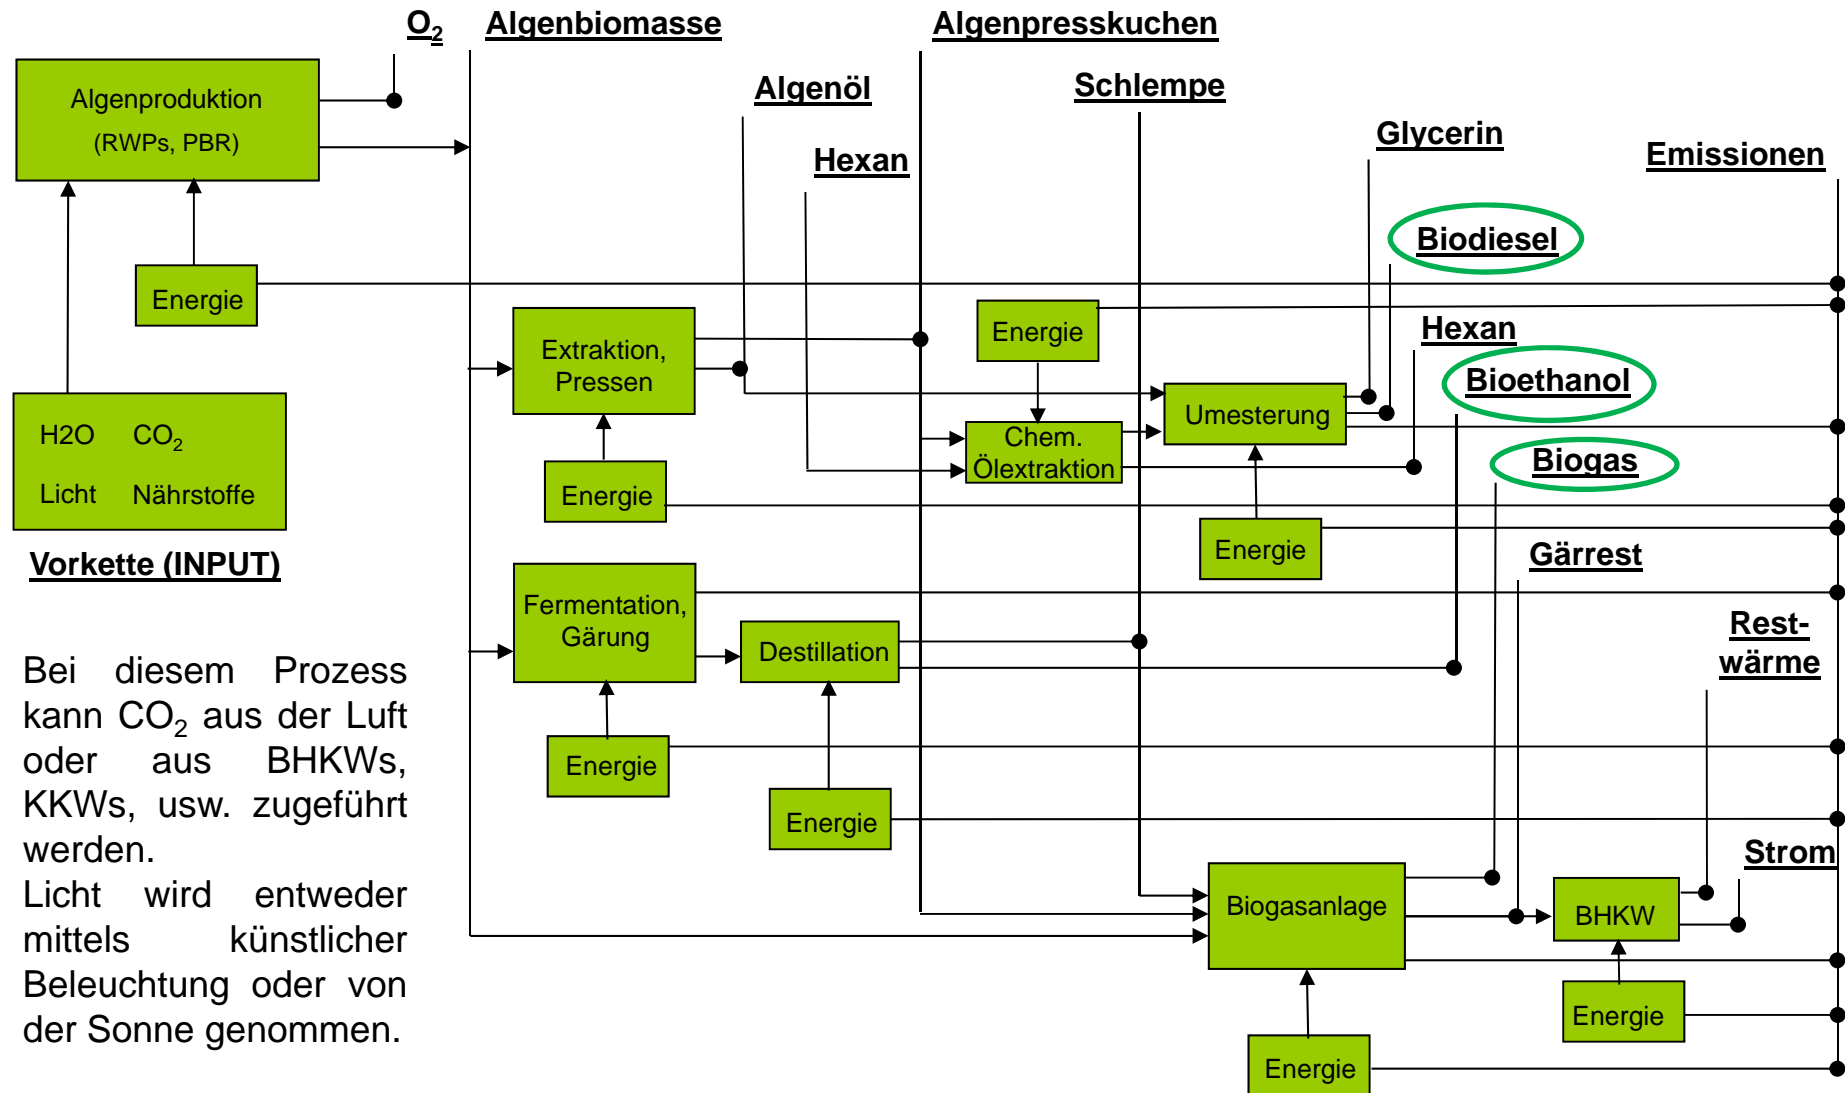 O₂
Algenbiomasse
Algenpresskuchen
Algenöl
Schlempe
Hexan
Glycerin
Emissionen
Algenproduktion
(RWPs, PBR)
Biodiesel
Energie
Energie
Hexan
Extraktion,
Pressen
Bioethanol
Umesterung
H2O CO₂
Licht Nährstoffe
Chem.
Ölextraktion
Biogas
Energie
Energie
Vorkette (INPUT)
Gärrest
Fermentation,
Gärung
Destillation
Rest-
wärme
Energie
Energie
Bei diesem Prozess
kann CO₂ aus der Luft
oder aus BHKWs,
KKWs, usw. zugeführt
werden.
Licht wird entweder
mittels künstlicher
Beleuchtung oder von
der Sonne genommen.
Strom
Biogasanlage
BHKW
Energie
Energie